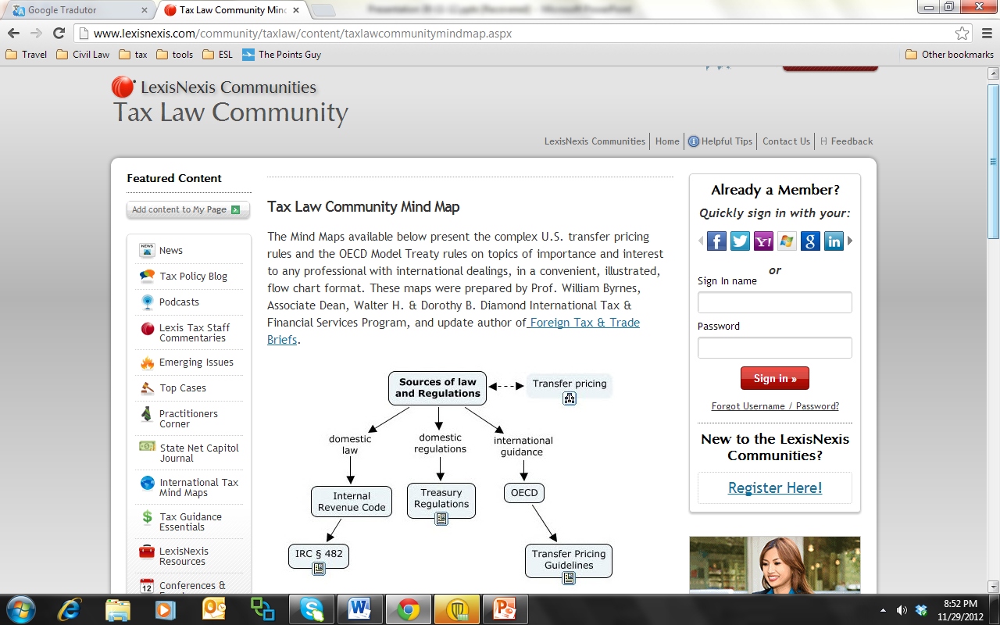 Google Tradutor
Tax Law Community Mind
Presentation
Microsoft PowerPoint
www.lexisnexis.com/community/taxlaw/content/taxlawcommunitymindmap.aspx
Travel
Civil Law
tax
tools
ESL
The Points Guy
Other bookmarks
LexisNexis Communities
Tax Law Community
LexisNexis Communities
Home
Helpful Tips
Contact Us
Feedback
Featured Content
Add content to My Page
NEWS
News
Tax Policy Blog
Podcasts
Lexis Tax Staff
Commentaries
Emerging Issues
Top Cases
Practitioners
Corner
State Net Capitol
Journal
International Tax
Mind Maps
$
Tax Guidance
Essentials
LexisNexis
Resources
12
Conferences &
Tax Law Community Mind Map
The Mind Maps available below present the complex U.S. transfer pricing
rules and the OECD Model Treaty rules on topics of importance and interest
to any professional with international dealings, in a convenient, illustrated,
flow chart format. These maps were prepared by Prof. William Byrnes,
Associate Dean, Walter H. & Dorothy B. Diamond International Tax &
Financial Services Program, and update author of Foreign Tax & Trade
Briefs.
Sources of law
and Regulations
Transfer pricing
domestic
law
domestic
regulations
international
guidance
Internal
Revenue Code
Treasury
Regulations
OECD
IRC § 482
Transfer Pricing
Guidelines
Already a Member?
Quickly sign in with your:
or
Sign In name
Password
Sign in »
Forgot Username / Password?
New to the LexisNexis
Communities?
Register Here!
8:52 PM
11/29/2012